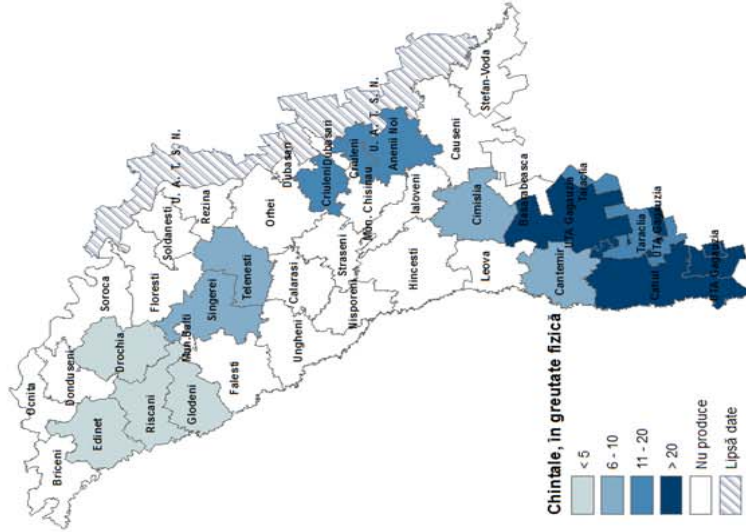 Ocnita
Briceni
Donduseni
Edinet
Soroca
Drochia
Riscani
Floresti
Soldanesti
U. A. T. S. N.
Glodeni
Mun.Balti
Singerei
Rezina
Falesti
Telenesti
Orhei
Dubasari
Ungheni
Calarasi
Criuleni
Dubasari
Straseni
Criuleni
Nisporeni
Mun. Chisinau
U. A. T. S. N.
Anenii Noi
Hincesti
Ialoveni
Causeni
Stefan-Voda
Leova
Cimislia
Basarabeasca
Cantemir
UTA Gagauzia
Taraclia
Cahul
Taraclia
UTA Gagauzia
UTA Gagauzia
Chintale, în greutate fizică
< 5
6 - 10
11 - 20
> 20
Nu produce
Lipsă date